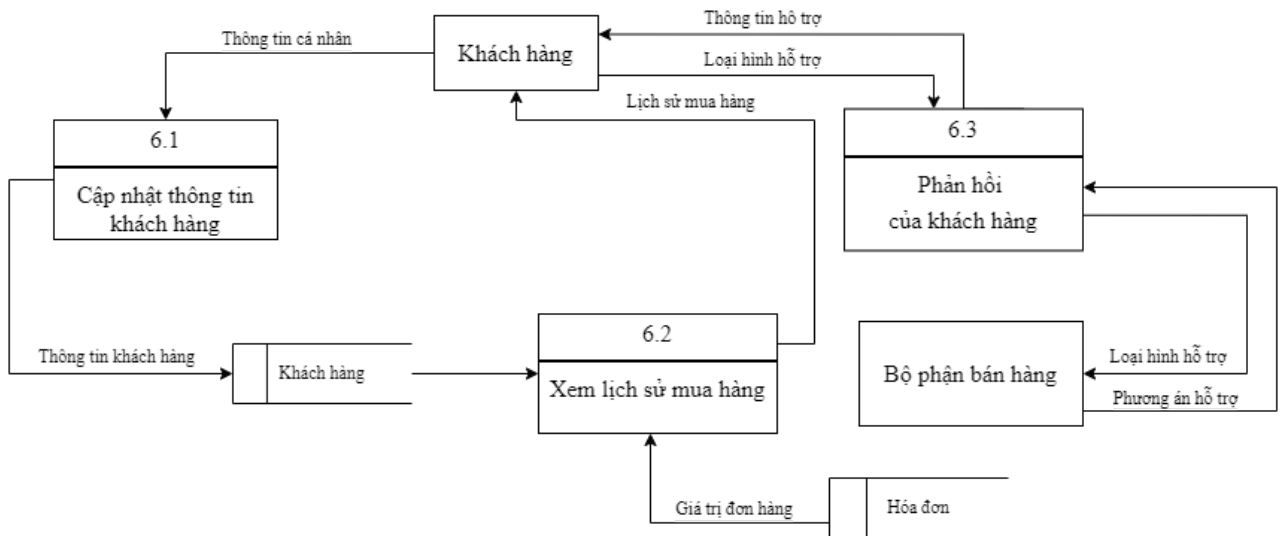 Thông tin hô trợ
Thông tin cá nhân
Khách hàng
Loại hình hỗ trợ
Lịch sử mua hàng
6.1
Cập nhật thông tin
khách hàng
6.3
Phản hồi
của khách hàng
Thông tin khách hàng
Khách hàng
6.2
Xem lịch sử mua hàng
Bộ phận bán hàng
Loại hình hỗ trợ
Phương án hỗ trợ
Giá trị đơn hàng
Hóa đơn